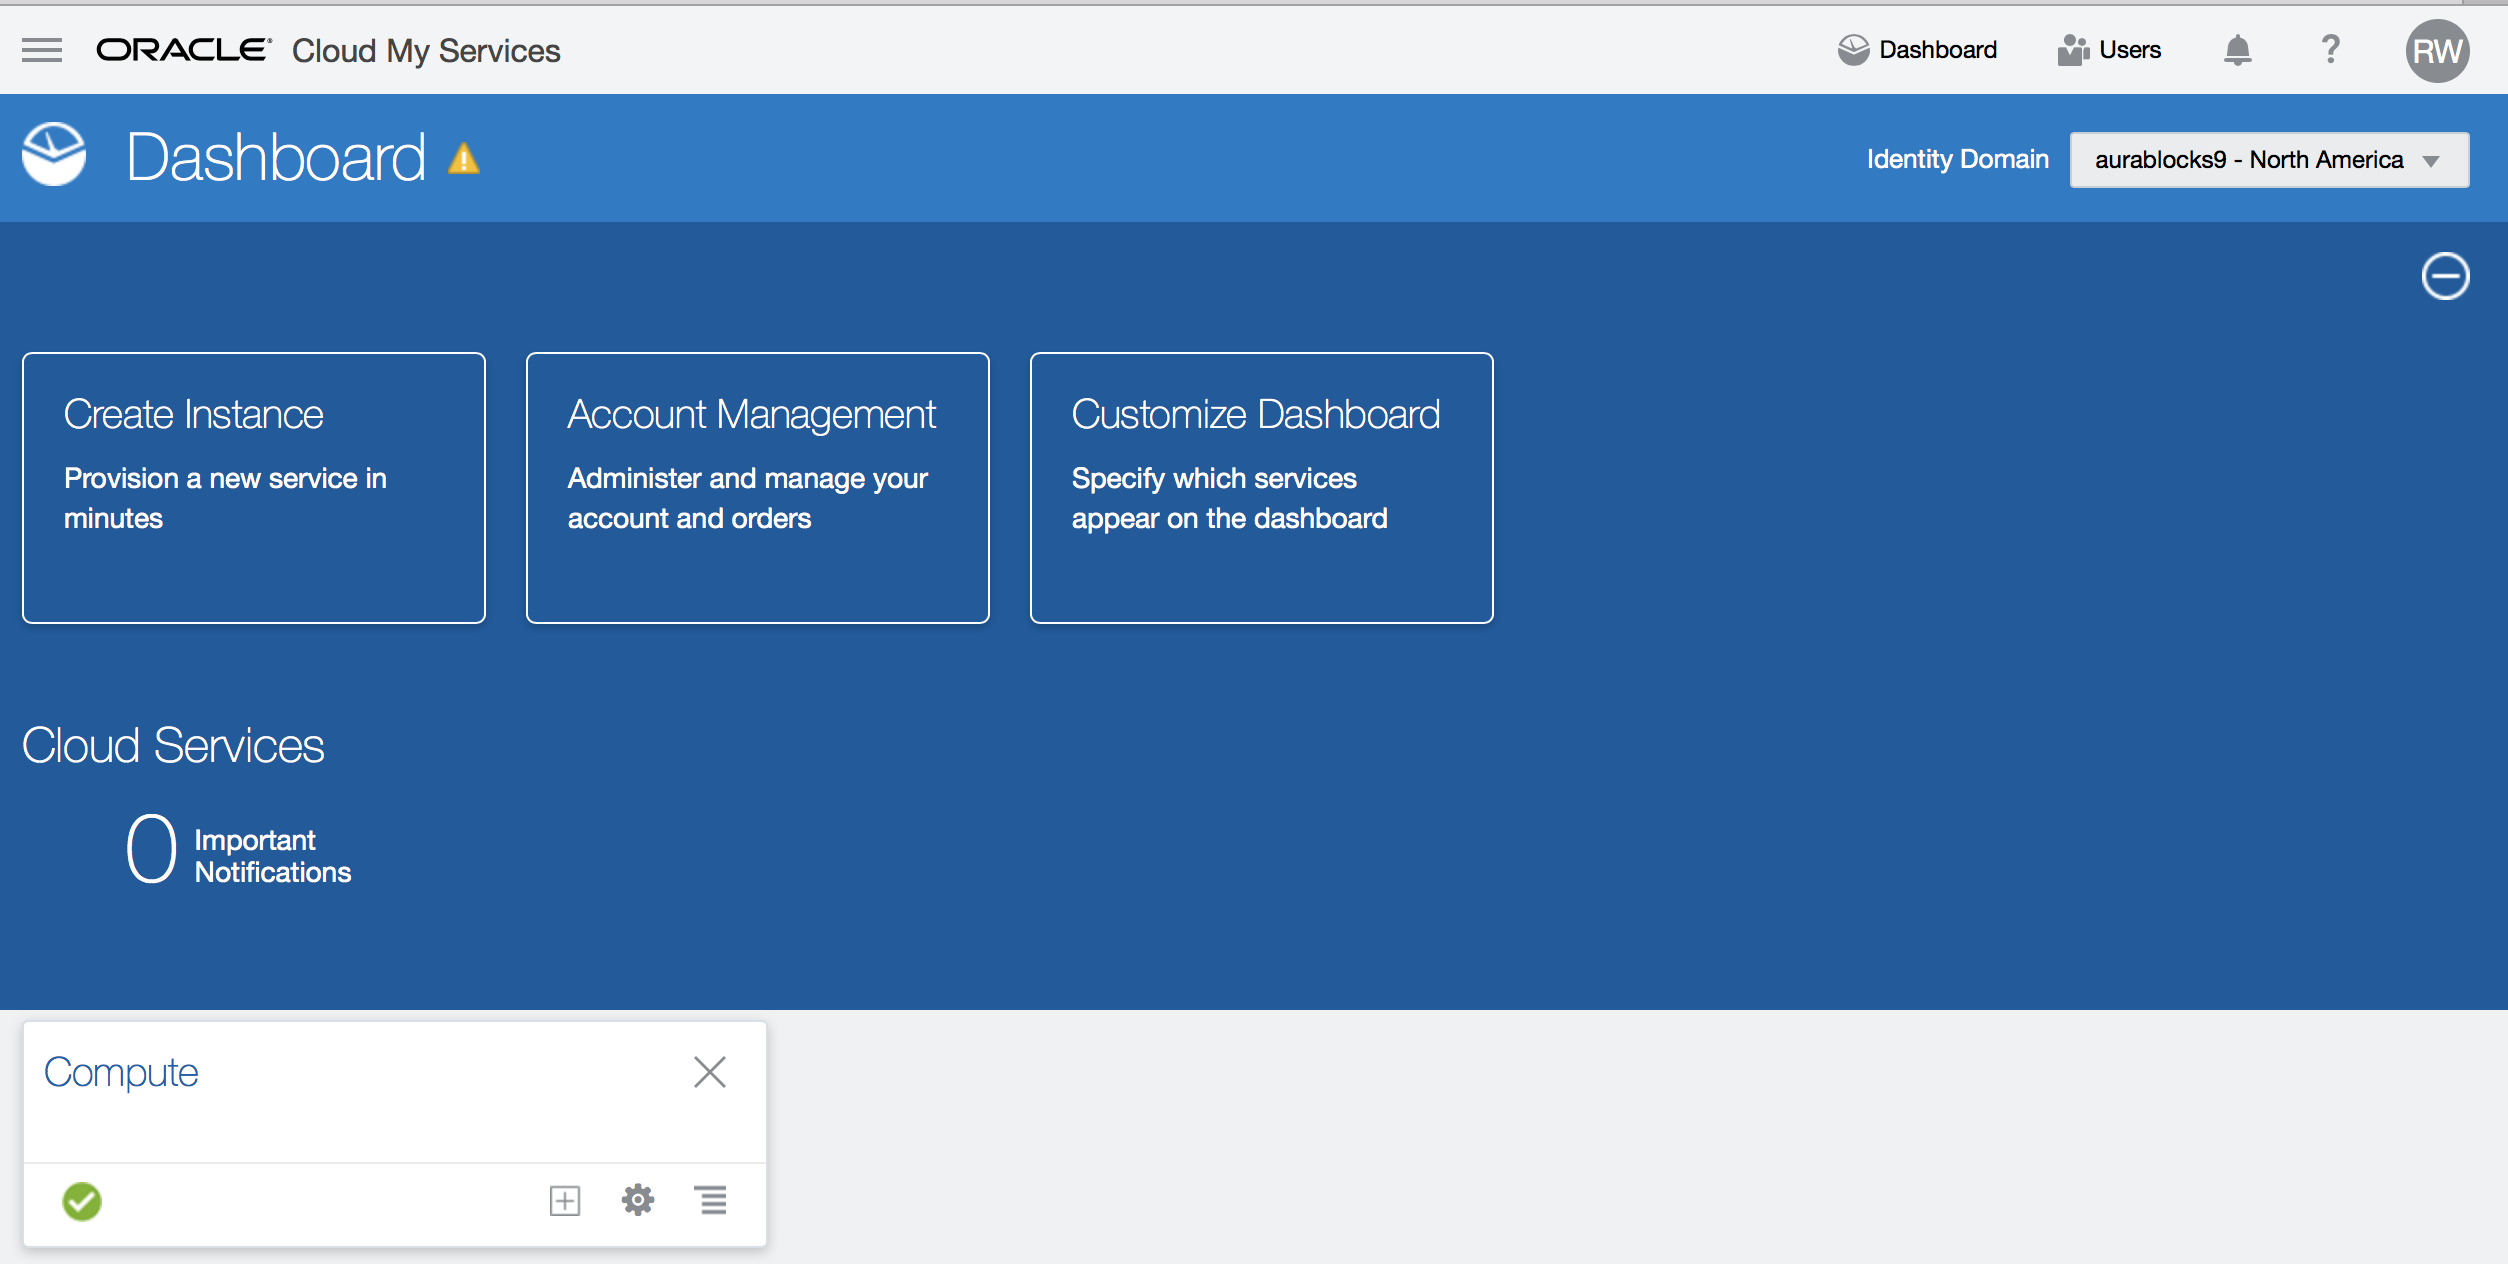 ORACLE® Cloud My Services
Dashboard
Users
?
RW
Dashboard
Identity Domain
aurablocks9 - North America
Create Instance
Provision a new service in
minutes
Account Management
Administer and manage your
account and orders
Customize Dashboard
Specify which services
appear on the dashboard
Cloud Services
0
Important
Notifications
Compute